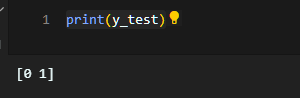 1 print(y_test)
[0 1]